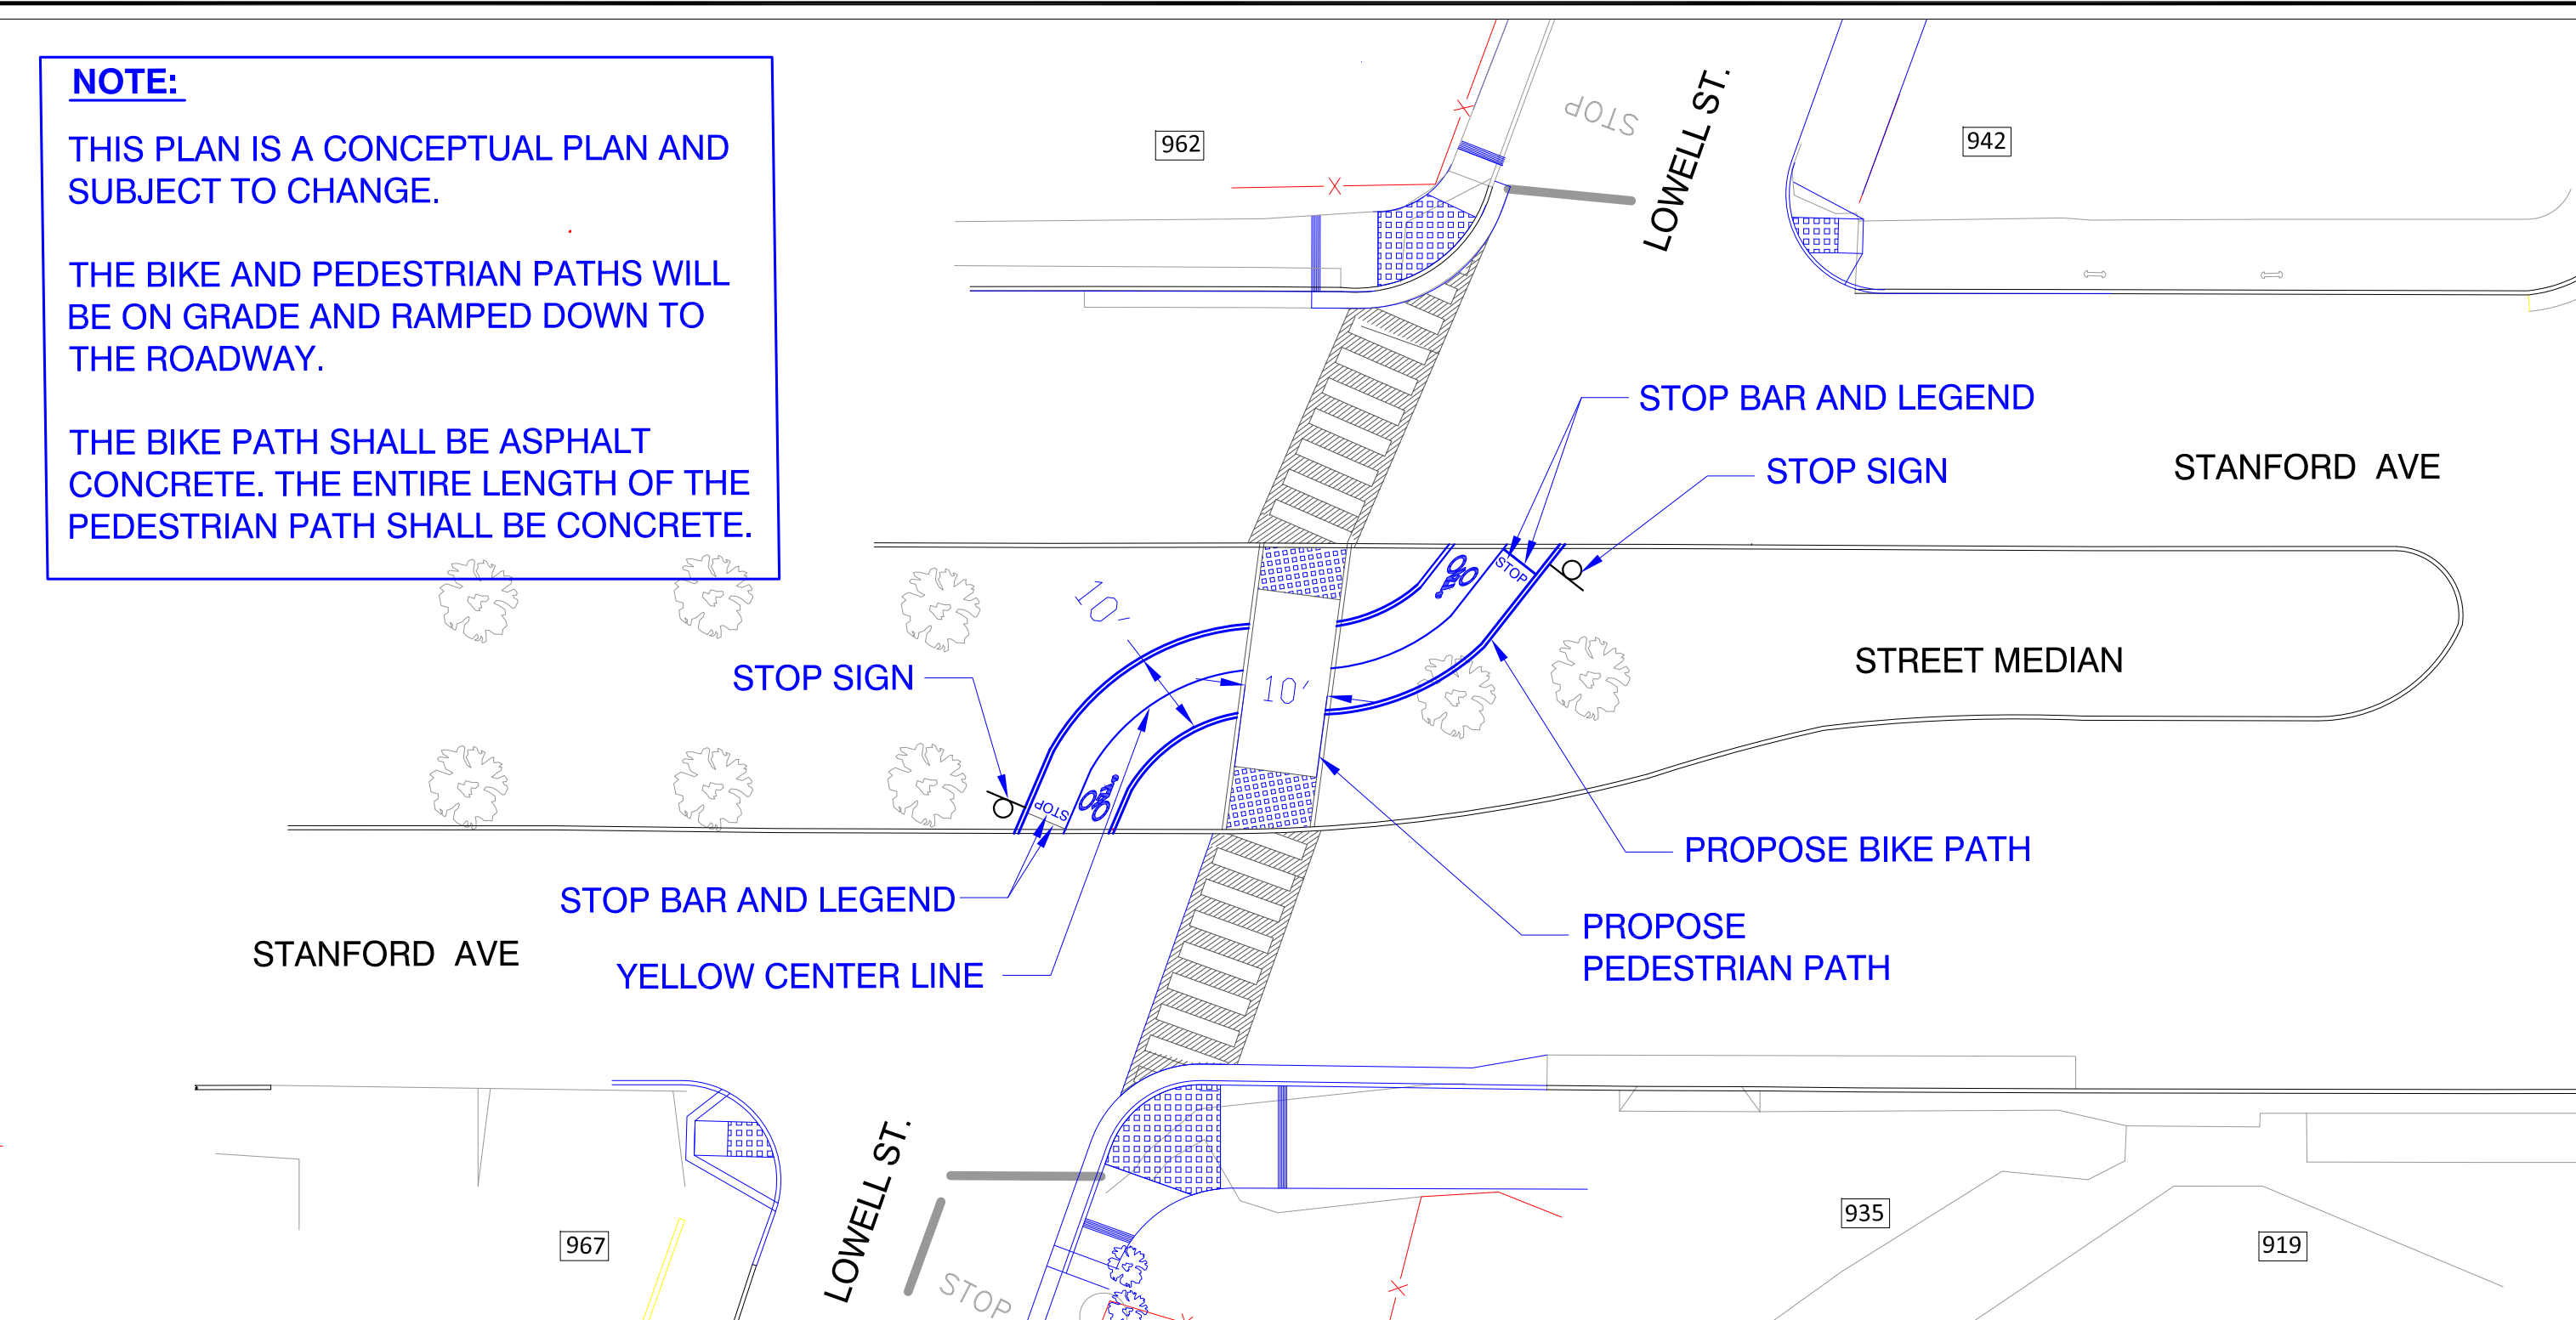 NOTE:
THIS PLAN IS A CONCEPTUAL PLAN AND
SUBJECT TO CHANGE.
THE BIKE AND PEDESTRIAN PATHS WILL
BE ON GRADE AND RAMPED DOWN TO
THE ROADWAY.
THE BIKE PATH SHALL BE ASPHALT
CONCRETE. THE ENTIRE LENGTH OF THE
PEDESTRIAN PATH SHALL BE CONCRETE.
962
STOP
LOWELL ST.
942
STOP BAR AND LEGEND
STOP SIGN
STANFORD AVE
STOP
10'
STREET MEDIAN
STOP SIGN
10'
STOP
PROPOSE BIKE PATH
STOP BAR AND LEGEND
PROPOSE
PEDESTRIAN PATH
STANFORD AVE
YELLOW CENTER LINE
LOWELL ST.
967
STOP
935
919